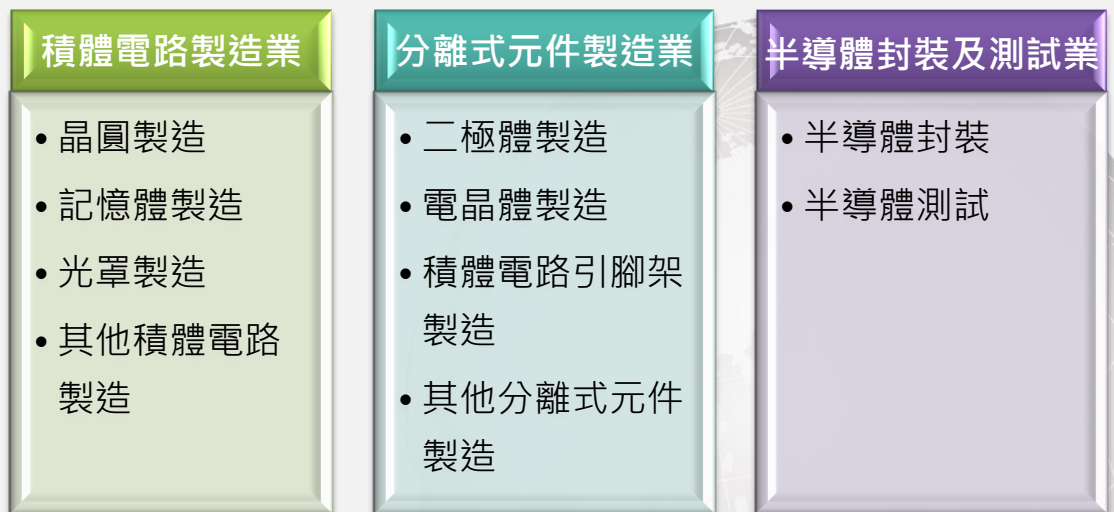 積體電路製造業
• 晶圓製造
• 記憶體製造
• 光罩製造
• 其他積體電路
製造
分離式元件製造業
• 二極體製造
• 電晶體製造
• 積體電路引腳架
製造
• 其他分離式元件
製造
半導體封裝及測試業
• 半導體封裝
• 半導體測試